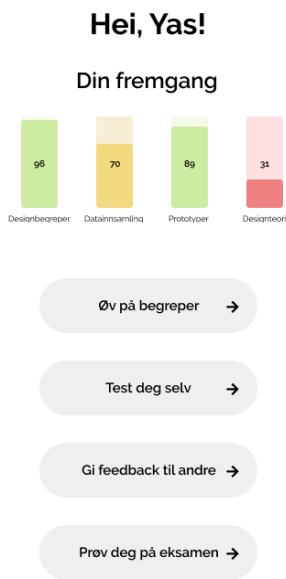 Hei, Yas!
Din fremgang
96 70 89 31
Designbegreper Datainnsamling Prototyper Designteori
Øv på begreper
Test deg selv
Gi feedback til andre
Prøv deg på eksamen